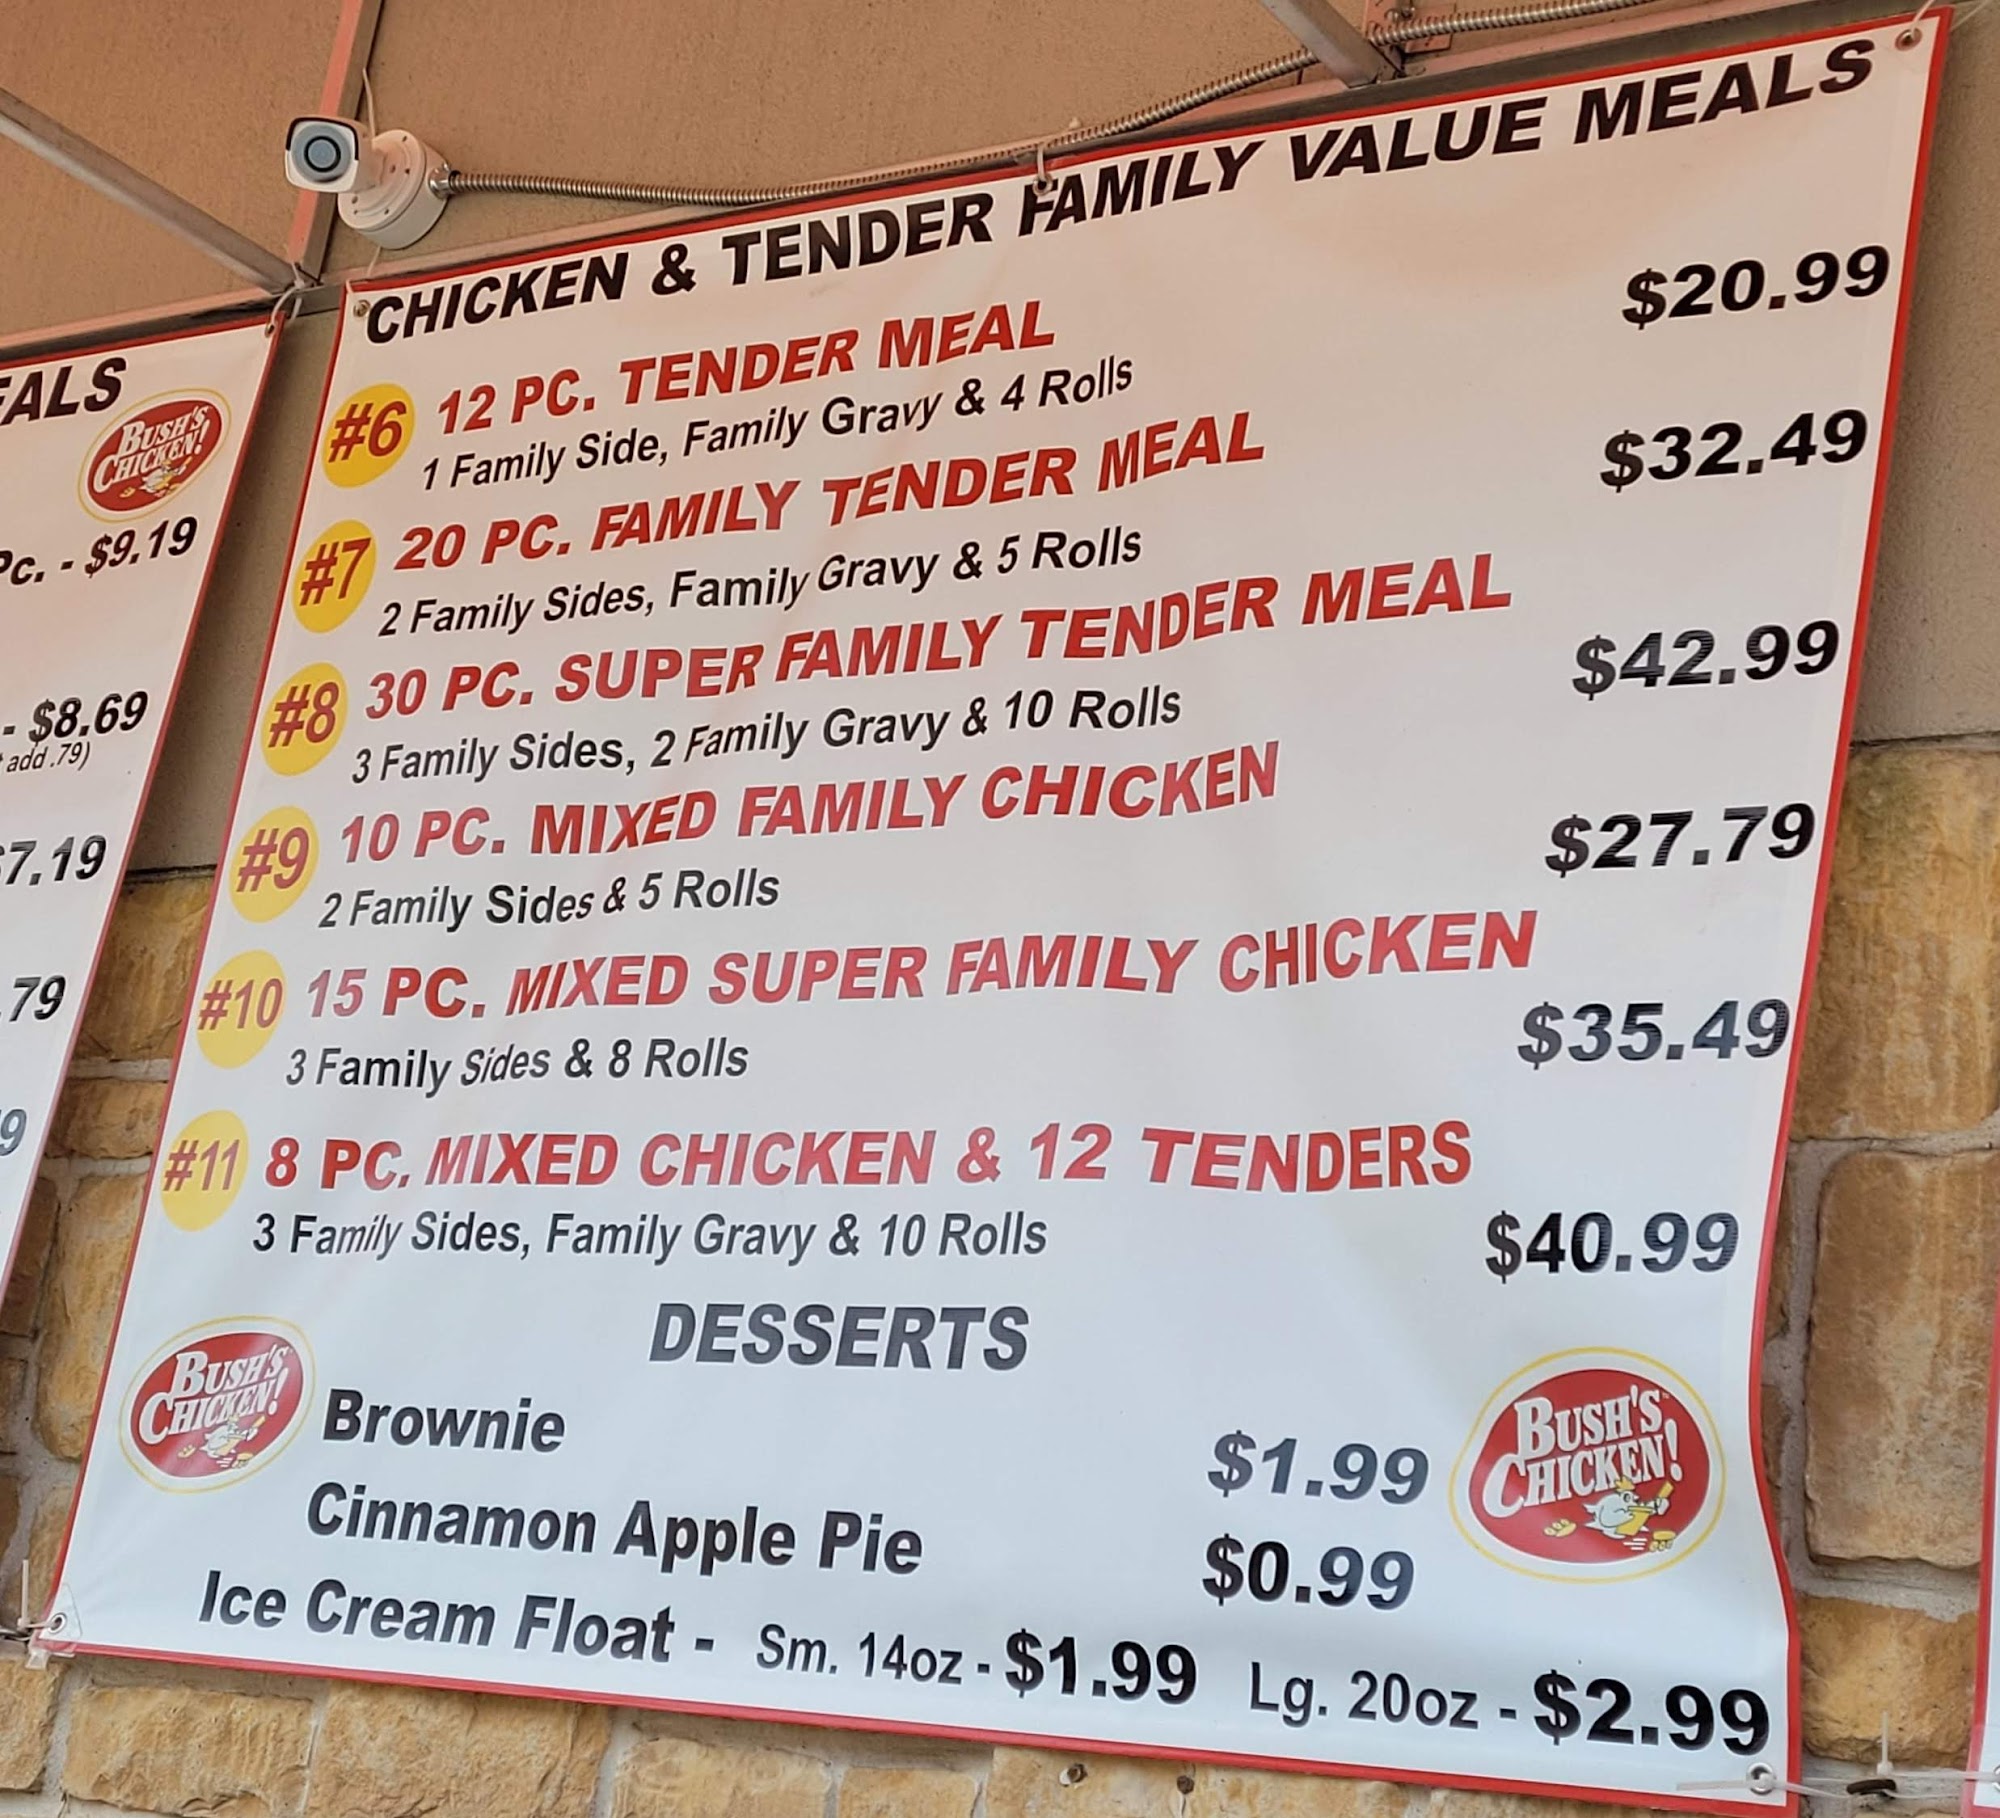 EALS
BUSH'S
CHICKEN!
Pc. - $9.19
- $8.69
add .79)
7.19
.79
9
CHICKEN & TENDER FAMILY VALUE MEALS
#6 12 PC. TENDER MEAL $20.99
1 Family Side, Family Gravy & 4 Rolls
#7 20 PC. FAMILY TENDER MEAL $32.49
2 Family Sides, Family Gravy & 5 Rolls
#8 30 PC. SUPER FAMILY TENDER MEAL $42.99
3 Family Sides, 2 Family Gravy & 10 Rolls
#9 10 PC. MIXED FAMILY CHICKEN $27.79
2 Family Sides & 5 Rolls
#10 15 PC. MIXED SUPER FAMILY CHICKEN $35.49
3 Family Sides & 8 Rolls
#11 8 PC. MIXED CHICKEN & 12 TENDERS $40.99
3 Family Sides, Family Gravy & 10 Rolls
DESSERTS
BUSH'S
CHICKEN!
Brownie $1.99
Cinnamon Apple Pie $0.99
Ice Cream Float - Sm. 14oz - $1.99 Lg. 20oz - $2.99
BUSH'S
CHICKEN!